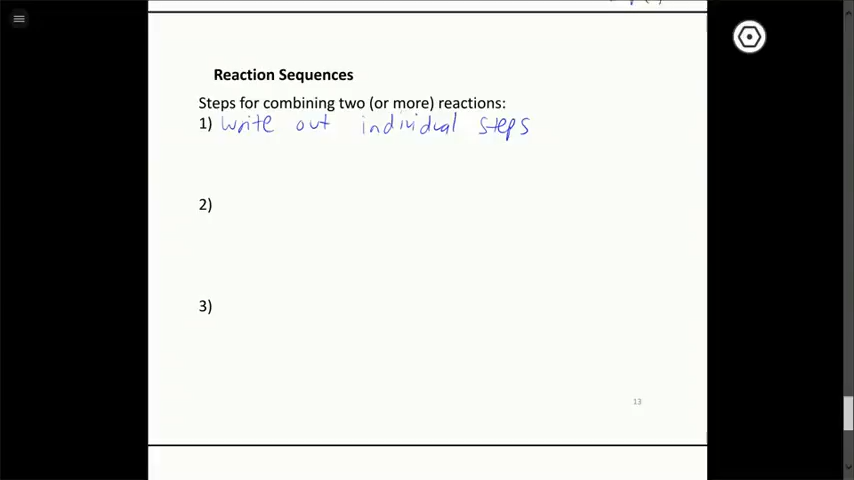 Reaction Sequences
Steps for combining two (or more) reactions:
1) write out individual steps
2)
3)
13